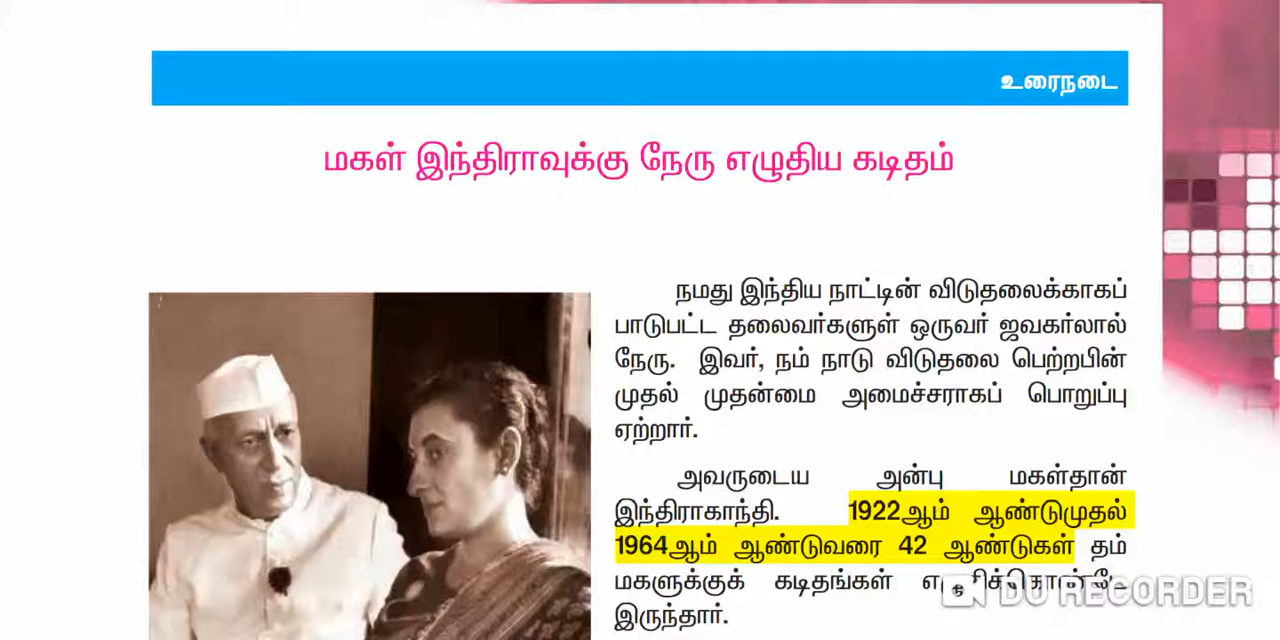 உரைநடை
மகள் இந்திராவுக்கு நேரு எழுதிய கடிதம்
நமது இந்திய நாட்டின் விடுதலைக்காகப்
பாடுபட்ட தலைவர்களுள் ஒருவர் ஜவகர்லால்
நேரு. இவர், நம் நாடு விடுதலை பெற்றபின்
முதல் முதன்மை அமைச்சராகப் பொறுப்பு
ஏற்றார்.
அவருடைய அன்பு மகள்தான்
இந்திராகாந்தி. 1922ஆம் ஆண்டுமுதல்
1964ஆம் ஆண்டுவரை 42 ஆண்டுகள் தம்
மகளுக்குக் கடிதங்கள்
இருந்தார்.
DU RECORDER